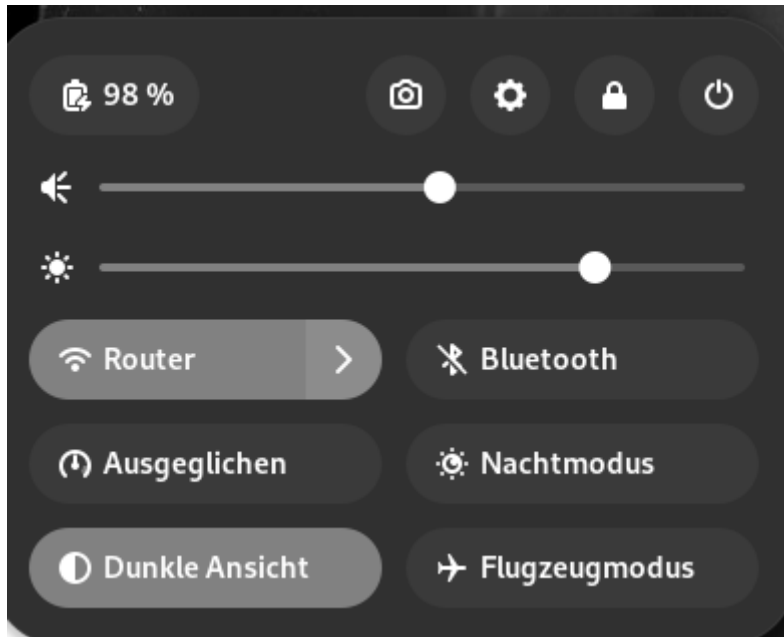 98 %
Router
Bluetooth
Ausgeglichen
Nachtmodus
Dunkle Ansicht
Flugzeugmodus